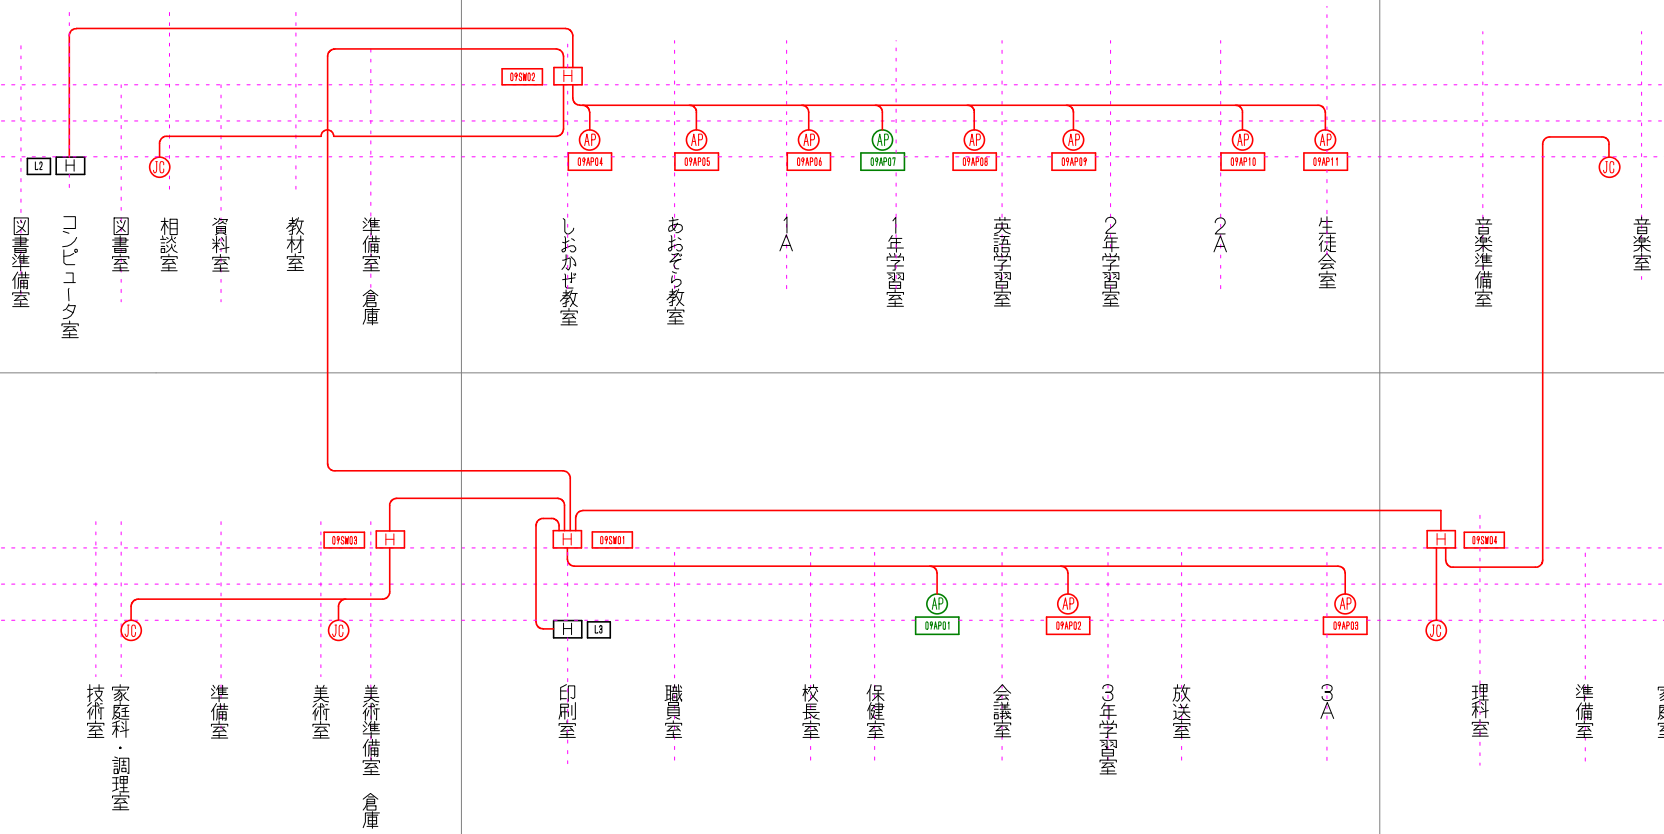 09SW02
H
AP
AP
AP
AP
AP
AP
AP
AP
09AP04
09AP05
09AP06
09AP07
09AP08
09AP09
09AP10
09AP11
L2
H
JC
JC
図書準備室
コンピュータ室
図書室
相談室
資料室
教材室
準備室 倉庫
しおかぜ教室
あおぞら教室
1A
1年学習室
英語学習室
2年学習室
2A
生徒会室
音楽準備室
音楽室
09SW03
H
H
09SW01
H
09SW04
AP
AP
AP
09AP01
09AP02
09AP03
JC
JC
H
L3
JC
技術室
家庭科・調理室
準備室
美術室
美術準備室 倉庫
印刷室
職員室
校長室
保健室
会議室
3年学習室
放送室
3A
理科室
準備室